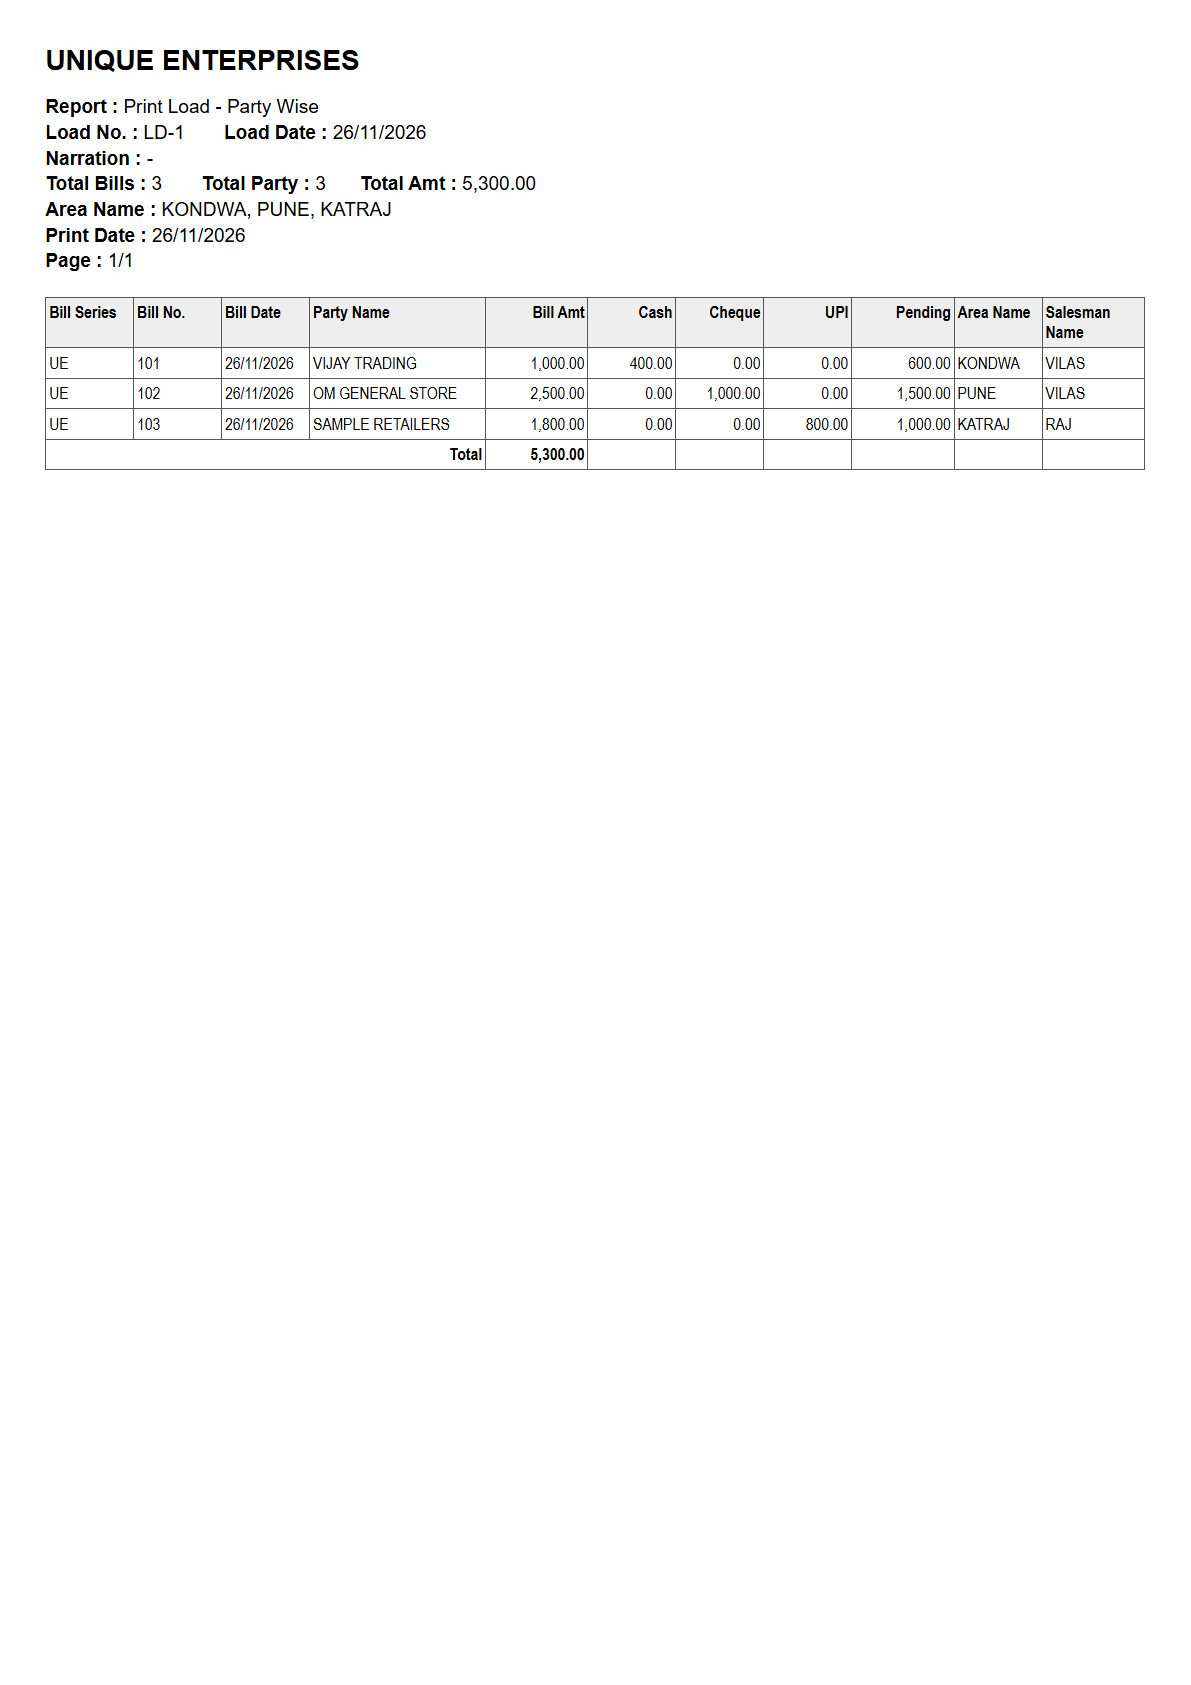 UNIQUE ENTERPRISES
Report : Print Load - Party Wise
Load No. : LD-1 Load Date : 26/11/2026
Narration : -
Total Bills : 3 Total Party : 3 Total Amt : 5,300.00
Area Name : KONDWA, PUNE, KATRAJ
Print Date : 26/11/2026
Page : 1/1
Bill Series Bill No. Bill Date Party Name Bill Amt Cash Cheque UPI Pending Area Name Salesman Name
UE 101 26/11/2026 VIJAY TRADING 1,000.00 400.00 0.00 0.00 600.00 KONDWA VILAS
UE 102 26/11/2026 OM GENERAL STORE 2,500.00 0.00 1,000.00 0.00 1,500.00 PUNE VILAS
UE 103 26/11/2026 SAMPLE RETAILERS 1,800.00 0.00 0.00 800.00 1,000.00 KATRAJ RAJ
Total 5,300.00